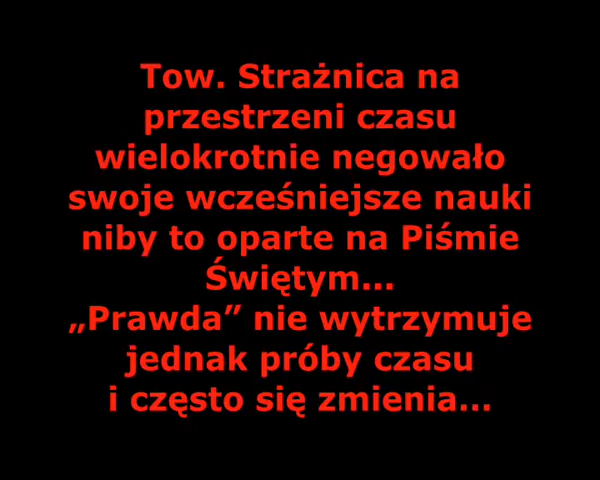 Tow. Strażnica na
przestrzeni czasu
wielokrotnie negowało
swoje wcześniejsze nauki
niby to oparte na Piśmie
Świętym...
„Prawda” nie wytrzymuje
jednak próby czasu
i często się zmienia...